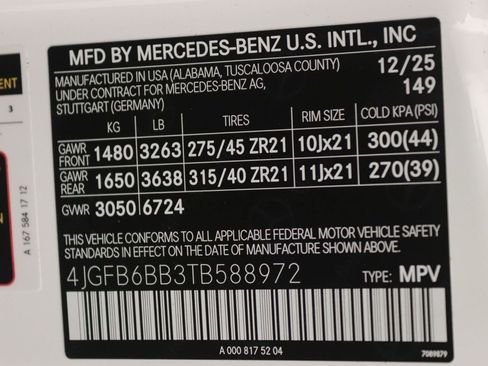 MFD BY MERCEDES-BENZ U.S. INTL., INC
MANUFACTURED IN USA (ALABAMA, TUSCALOOSA COUNTY) 12/25
UNDER CONTRACT FOR MERCEDES-BENZ AG, 149
STUTTGART (GERMANY)
KG LB TIRES RIM SIZE COLD KPA (PSI)
GAWR FRONT 1480 3263 275/45 ZR21 10Jx21 300(44)
GAWR REAR 1650 3638 315/40 ZR21 11Jx21 270(39)
GVWR 3050 6724
THIS VEHICLE CONFORMS TO ALL APPLICABLE FEDERAL MOTOR VEHICLE SAFETY
STANDARDS IN EFFECT ON THE DATE OF MANUFACTURE SHOWN ABOVE.
4JGFB6BB3TB588972 TYPE: MPV
A 000 817 52 04
7089879
A 167 584 17 12
3